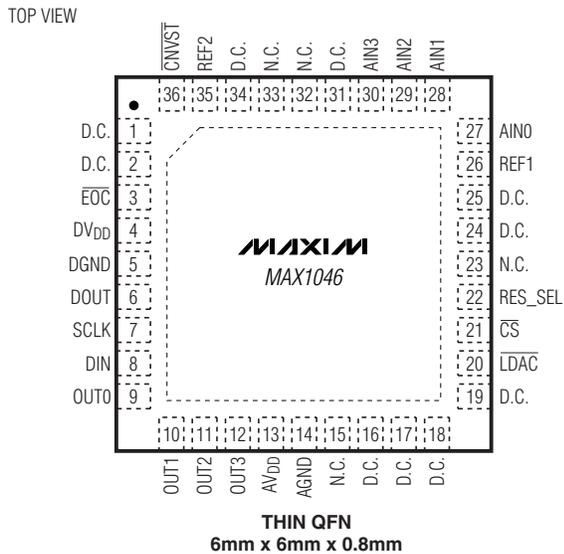 TOP VIEW
CNVST
REF2
D.C.
N.C.
N.C.
D.C.
AIN3
AIN2
AIN1
36 35 34 33 32 31 30 29 28
D.C. 1
D.C. 2
EOC 3
DVDD 4
DGND 5
DOUT 6
SCLK 7
DIN 8
OUT0 9
27 AIN0
26 REF1
25 D.C.
24 D.C.
23 N.C.
22 RES_SEL
21 CS
20 LDAC
19 D.C.
MAXIM
MAX1046
10 11 12 13 14 15 16 17 18
OUT1
OUT2
OUT3
AVDD
AGND
N.C.
D.C.
D.C.
D.C.
THIN QFN
6mm x 6mm x 0.8mm